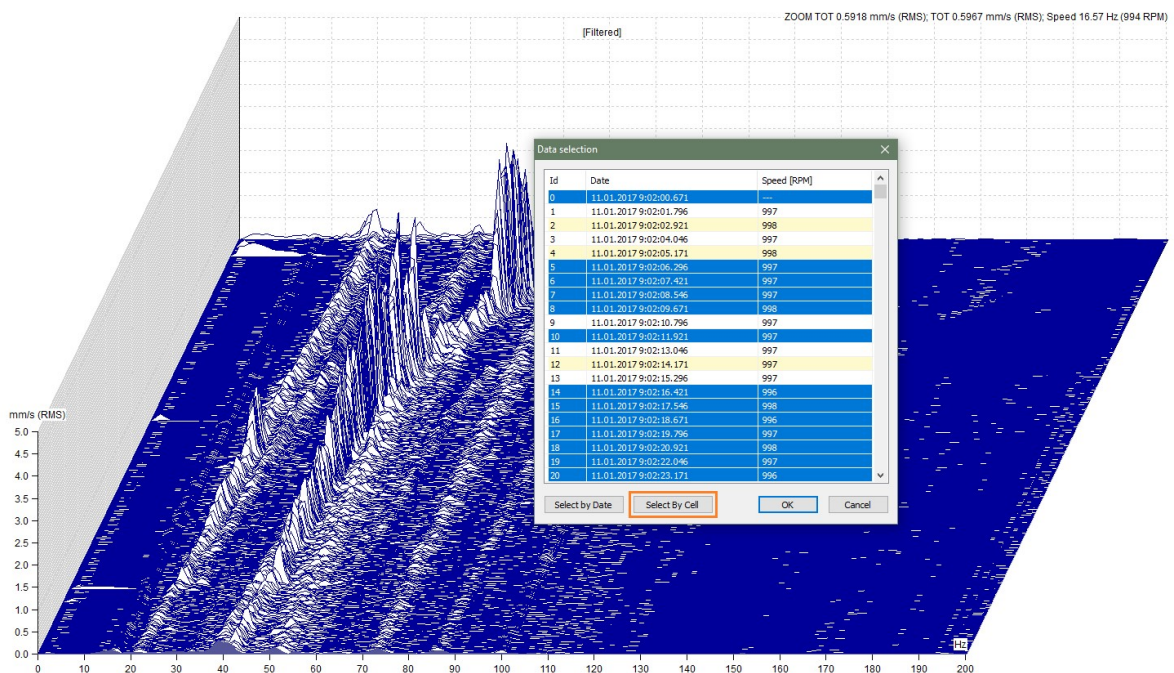 ZOOM TOT 0.5918 mm/s (RMS); TOT 0.5967 mm/s (RMS); Speed 16.57 Hz (994 RPM)
[Filtered]
Data selection
Id Date Speed [RPM]
0 11.01.2017 9:02:00.671 ---
1 11.01.2017 9:02:01.796 997
2 11.01.2017 9:02:02.921 998
3 11.01.2017 9:02:04.046 997
4 11.01.2017 9:02:05.171 998
5 11.01.2017 9:02:06.296 997
6 11.01.2017 9:02:07.421 997
7 11.01.2017 9:02:08.546 997
8 11.01.2017 9:02:09.671 998
9 11.01.2017 9:02:10.796 997
10 11.01.2017 9:02:11.921 997
11 11.01.2017 9:02:13.046 997
12 11.01.2017 9:02:14.171 997
13 11.01.2017 9:02:15.296 997
14 11.01.2017 9:02:16.421 996
15 11.01.2017 9:02:17.546 998
16 11.01.2017 9:02:18.671 996
17 11.01.2017 9:02:19.796 997
18 11.01.2017 9:02:20.921 998
19 11.01.2017 9:02:22.046 997
20 11.01.2017 9:02:23.171 996
Select by Date Select By Cell OK Cancel
mm/s (RMS)
5.0
4.5
4.0
3.5
3.0
2.5
2.0
1.5
1.0
0.5
0.0
Hz
0 10 20 30 40 50 60 70 80 90 100 110 120 130 140 150 160 170 180 190 200